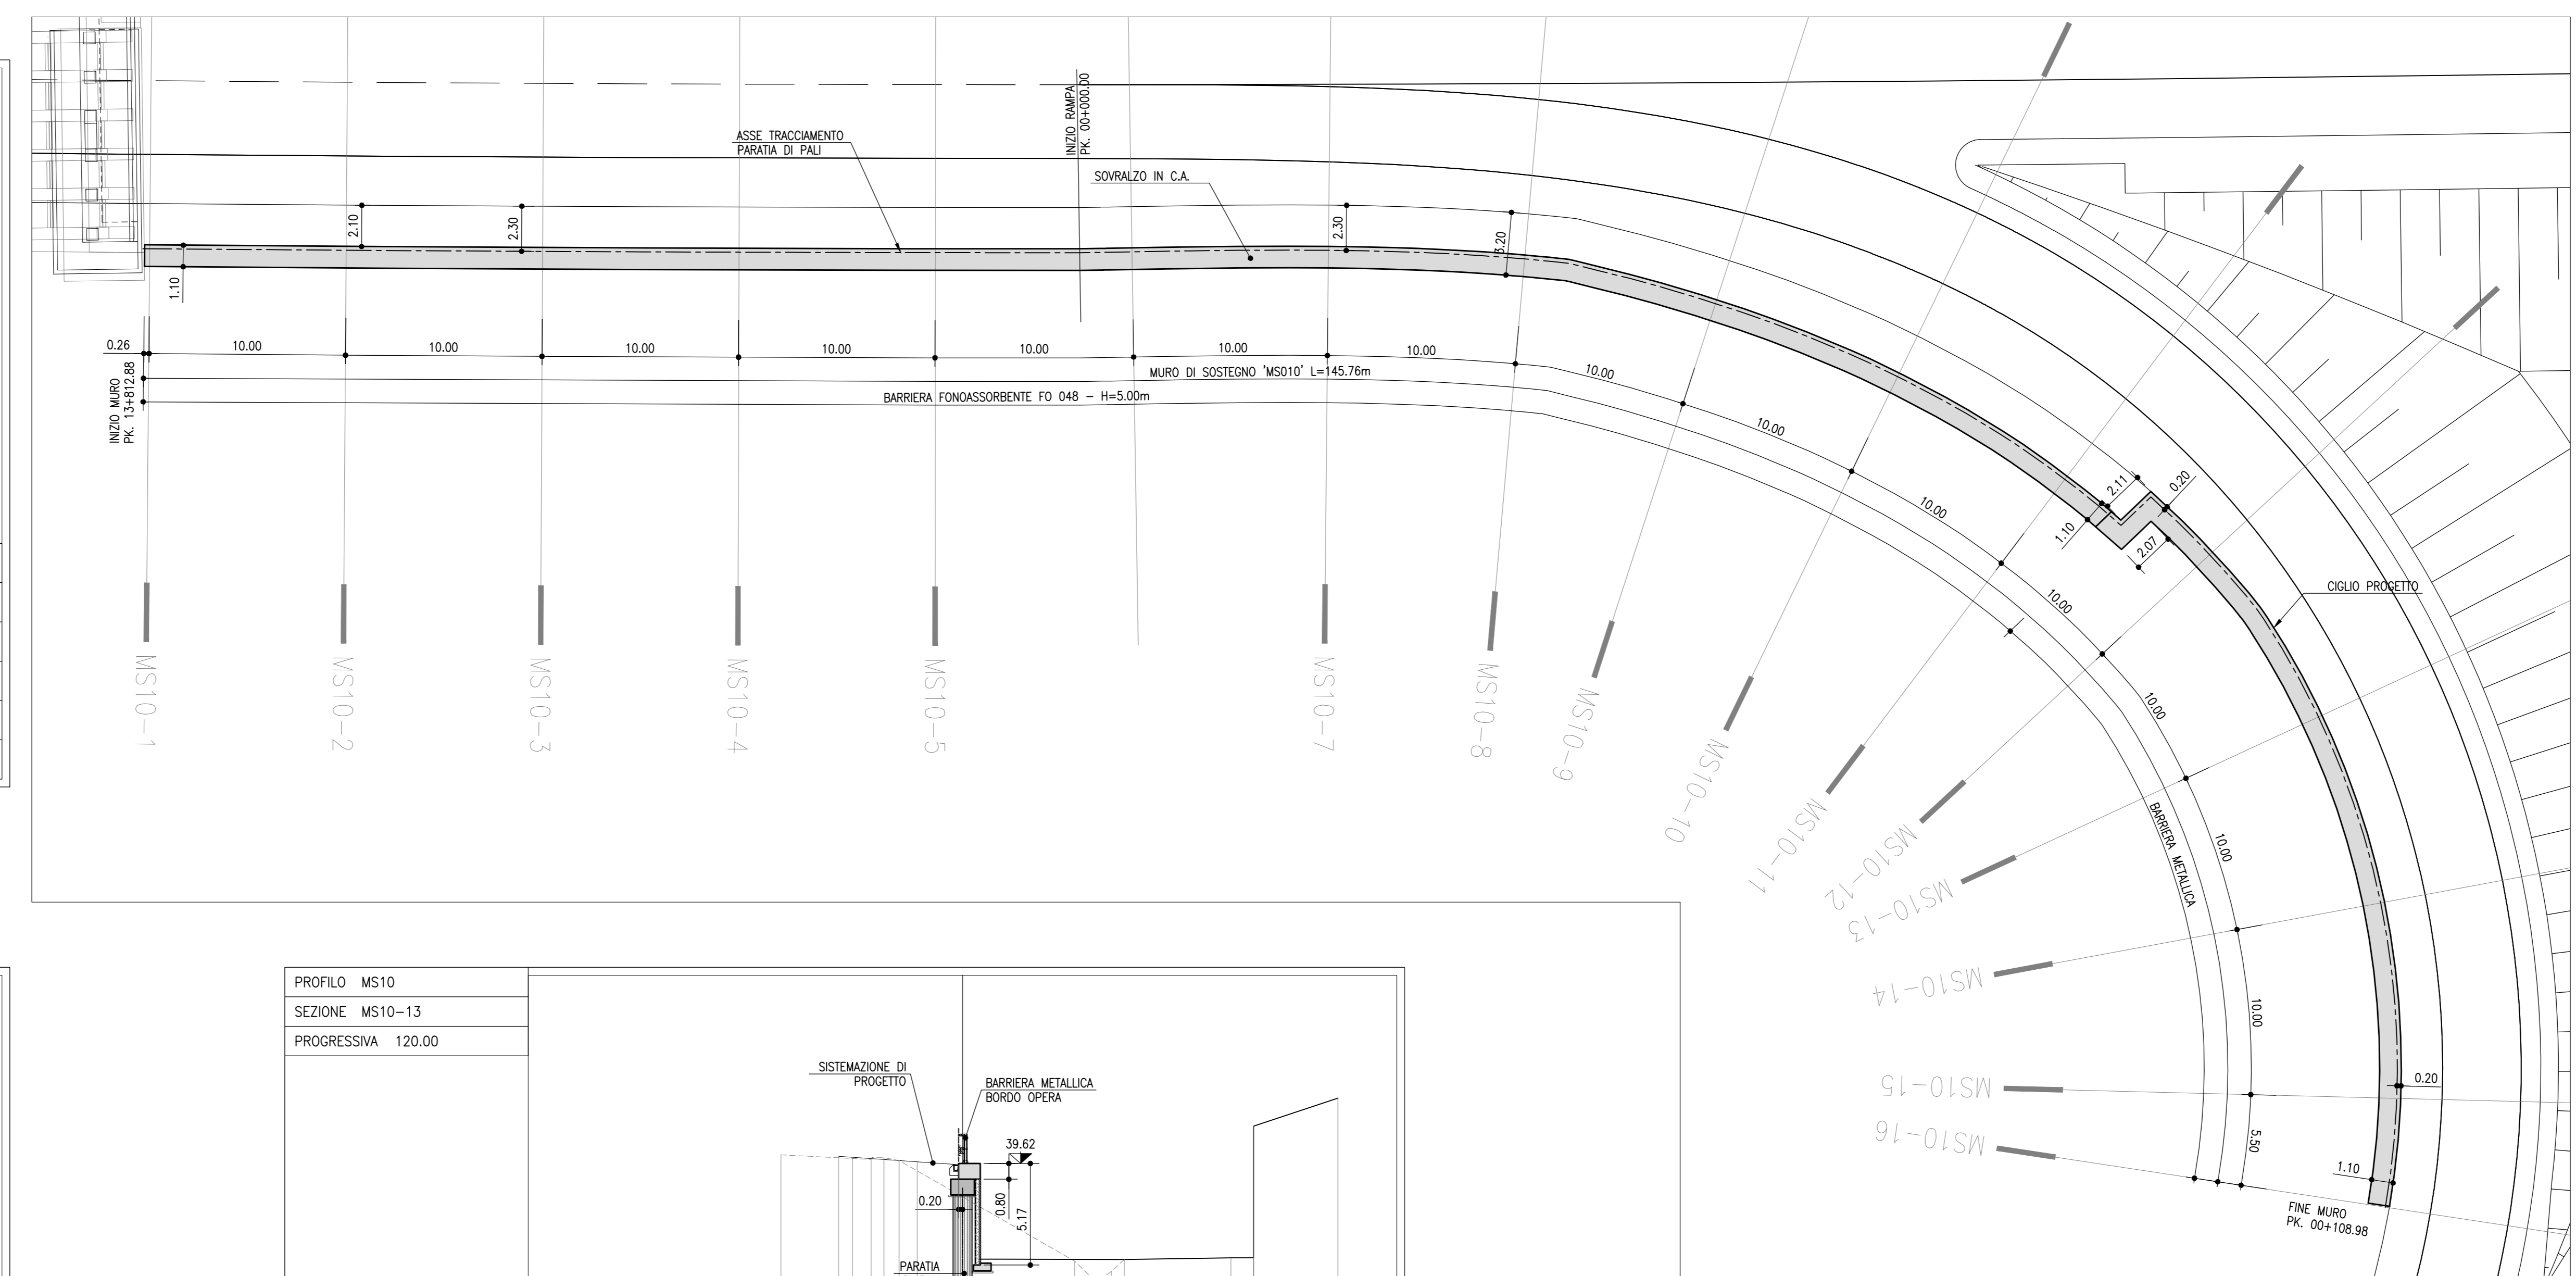 INIZIO RAMPA
PK. 00+000.00
ASSE TRACCIAMENTO
PARATIA DI PALI
SOVRALZO IN C.A.
2.10
2.30
2.30
3.20
1.10
0.26
10.00
10.00
10.00
10.00
10.00
10.00
10.00
10.00
10.00
10.00
10.00
10.00
10.00
10.00
5.50
INIZIO MURO
PK. 13+812.88
MURO DI SOSTEGNO 'MS010' L=145.76m
BARRIERA FONOASSORBENTE FO 048 - H=5.00m
2.11
0.20
1.10
2.07
CIGLIO PROGETTO
BARRIERA METALLICA
MS10-1
MS10-2
MS10-3
MS10-4
MS10-5
MS10-7
MS10-8
MS10-9
MS10-10
MS10-11
MS10-12
MS10-13
MS10-14
MS10-15
MS10-16
0.20
1.10
FINE MURO
PK. 00+108.98
PROFILO MS10
SEZIONE MS10-13
PROGRESSIVA 120.00
SISTEMAZIONE DI
PROGETTO
BARRIERA METALLICA
BORDO OPERA
39.62
0.20
0.80
5.17
PARATIA